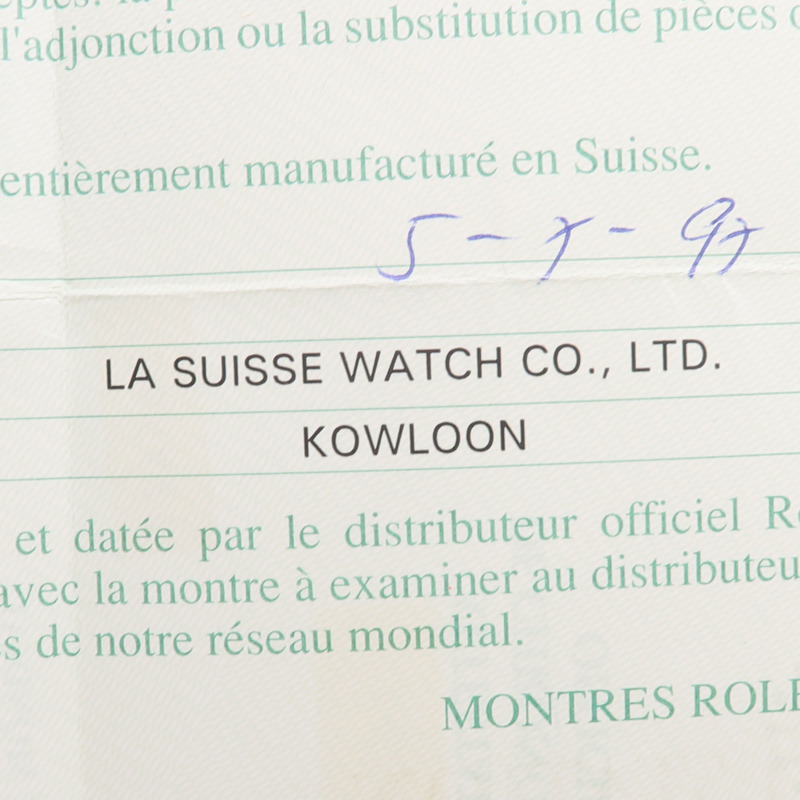 l'adjonction ou la substitution de pièces
entièrement manufacturé en Suisse.
5-7-97
LA SUISSE WATCH CO., LTD.
KOWLOON
et datée par le distributeur officiel
avec la montre à examiner au distributeu
s de notre réseau mondial.
MONTRES ROLE